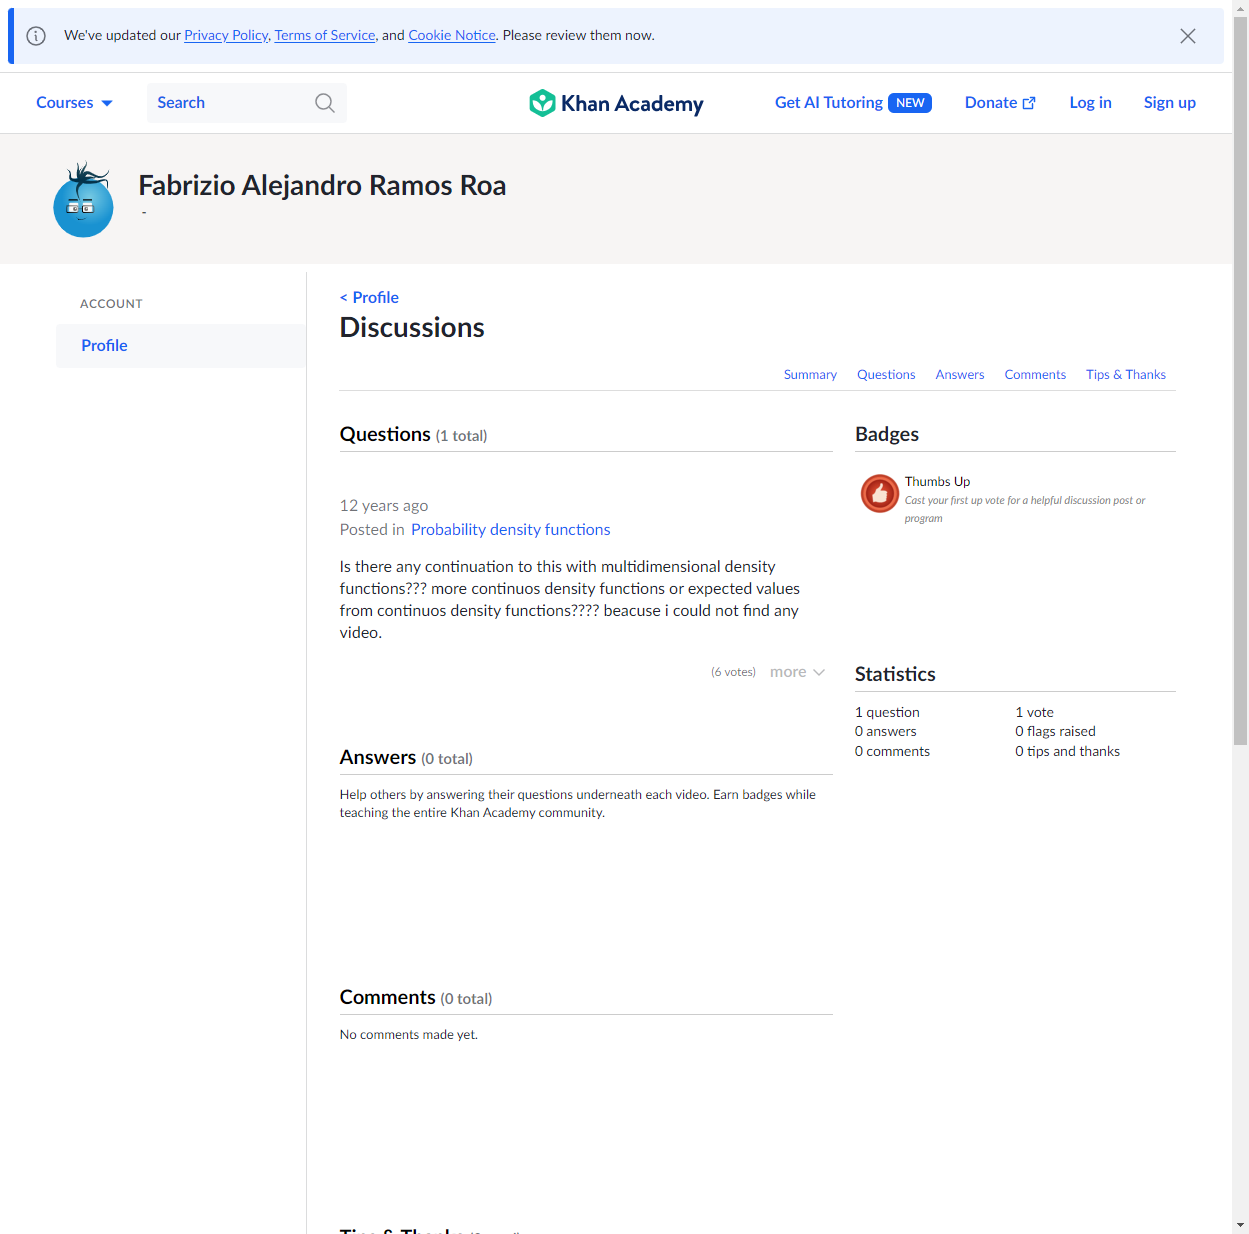 We've updated our Privacy Policy, Terms of Service, and Cookie Notice. Please review them now.
Courses
Search
Khan Academy
Get AI Tutoring NEW
Donate
Log in
Sign up
Fabrizio Alejandro Ramos Roa
-
ACCOUNT
Profile
< Profile
Discussions
Summary
Questions
Answers
Comments
Tips & Thanks
Questions (1 total)
12 years ago
Posted in Probability density functions
Is there any continuation to this with multidimensional density
functions??? more continuos density functions or expected values
from continuos density functions???? beacuse i could not find any
video.
(6 votes)
more
Answers (0 total)
Help others by answering their questions underneath each video. Earn badges while
teaching the entire Khan Academy community.
Comments (0 total)
No comments made yet.
Badges
Thumbs Up
Cast your first up vote for a helpful discussion post or
program
Statistics
1 question
0 answers
0 comments
1 vote
0 flags raised
0 tips and thanks